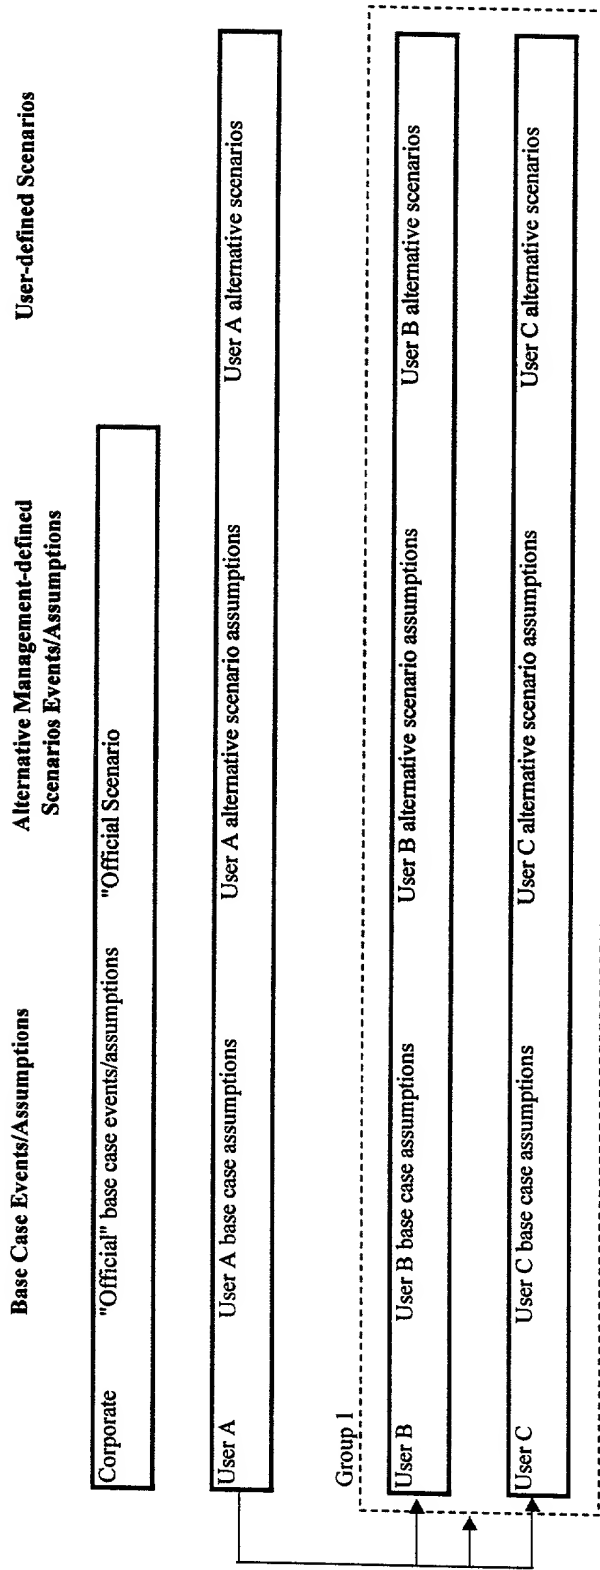 Base Case Events/Assumptions
Alternative Management-defined
Scenarios Events/Assumptions
User-defined Scenarios
Corporate "Official" base case events/assumptions "Official Scenario
User A User A base case assumptions User A alternative scenario assumptions User A alternative scenarios
Group 1
User B User B base case assumptions User B alternative scenario assumptions User B alternative scenarios
User C User C base case assumptions User C alternative scenario assumptions User C alternative scenarios